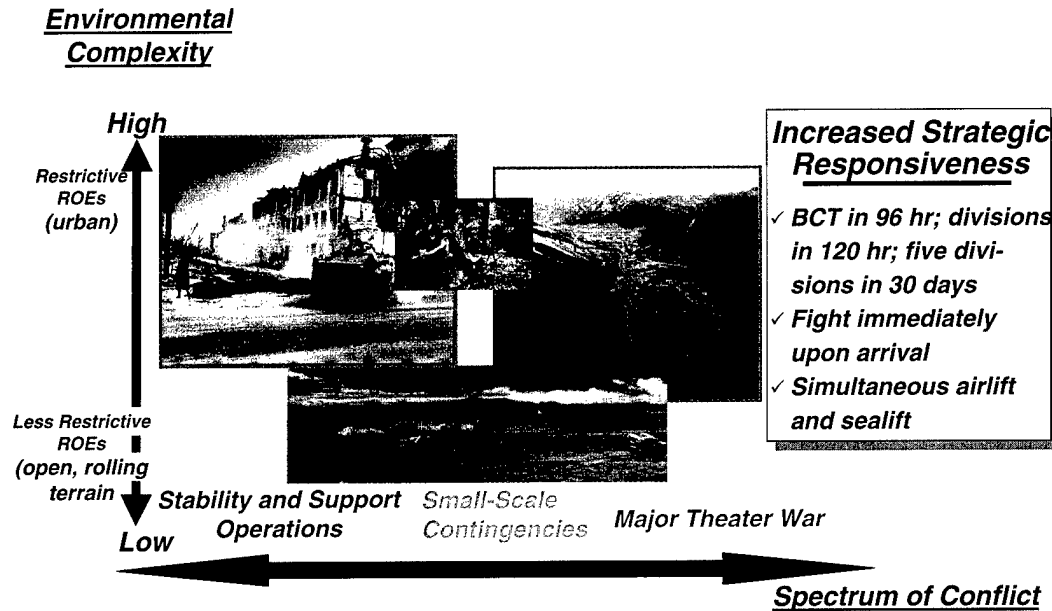 Environmental
Complexity
High
Restrictive
ROEs
(urban)
Less Restrictive
ROEs
(open, rolling
terrain
Low
Increased Strategic
Responsiveness
✓ BCT in 96 hr; divisions
in 120 hr; five divi-
sions in 30 days
✓ Fight immediately
upon arrival
✓ Simultaneous airlift
and sealift
Stability and Support
Operations
Small-Scale
Contingencies
Major Theater War
Spectrum of Conflict